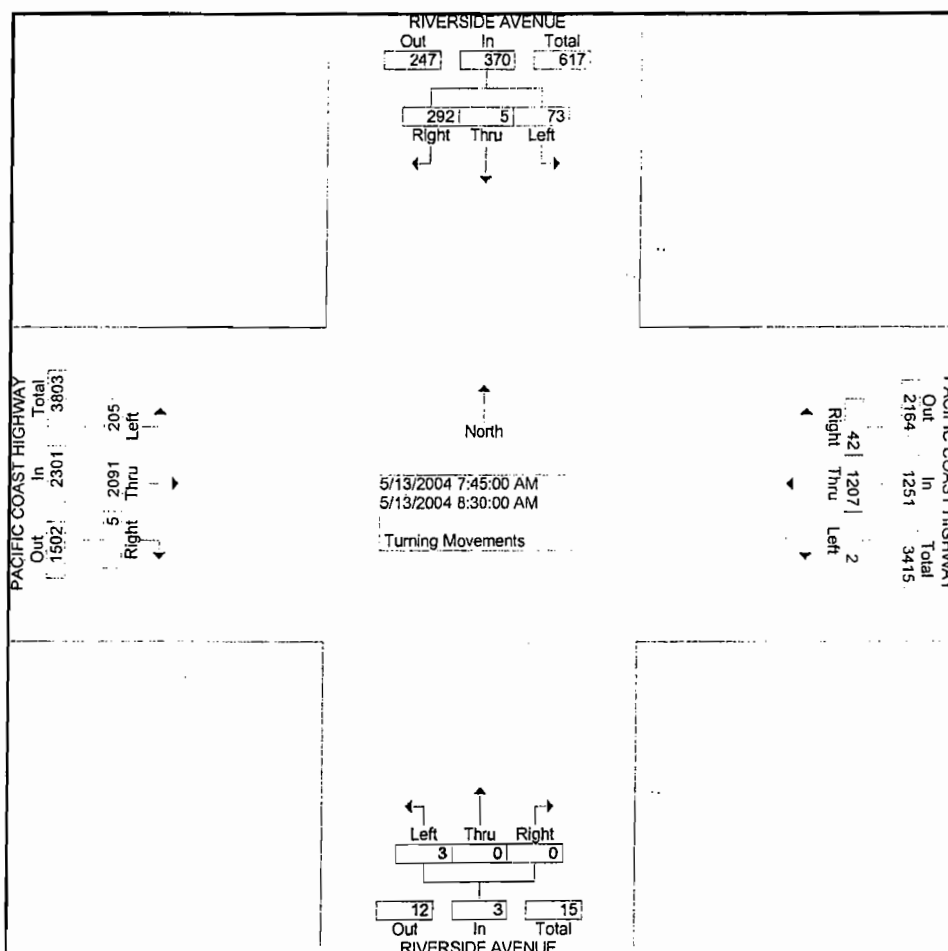 RIVERSIDE AVENUE
Out In Total
247 370 617
292 5 73
Right Thru Left
PACIFIC COAST HIGHWAY
Out In Total
1502 2301 3803
Right Thru Left
5 2091 205
North
5/13/2004 7:45:00 AM
5/13/2004 8:30:00 AM
Turning Movements
Right Thru Left
42 1207 2
Out In Total
2164 1251 3415
PACIFIC COAST HIGHWAY
Left Thru Right
3 0 0
12 3 15
Out In Total
RIVERSIDE AVENUE